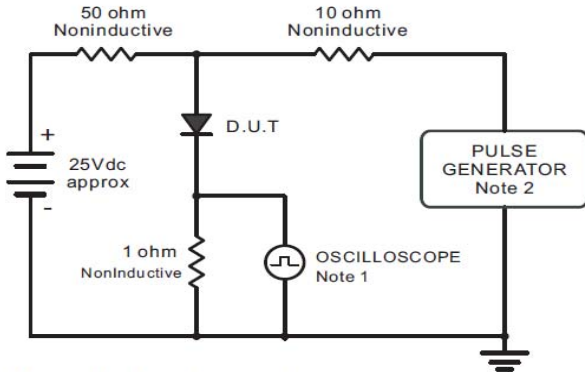 50 ohm
Noninductive
10 ohm
Noninductive
D.U.T
+
25Vdc
approx
-
PULSE
GENERATOR
Note 2
1 ohm
NonInductive
OSCILLOSCOPE
Note 1